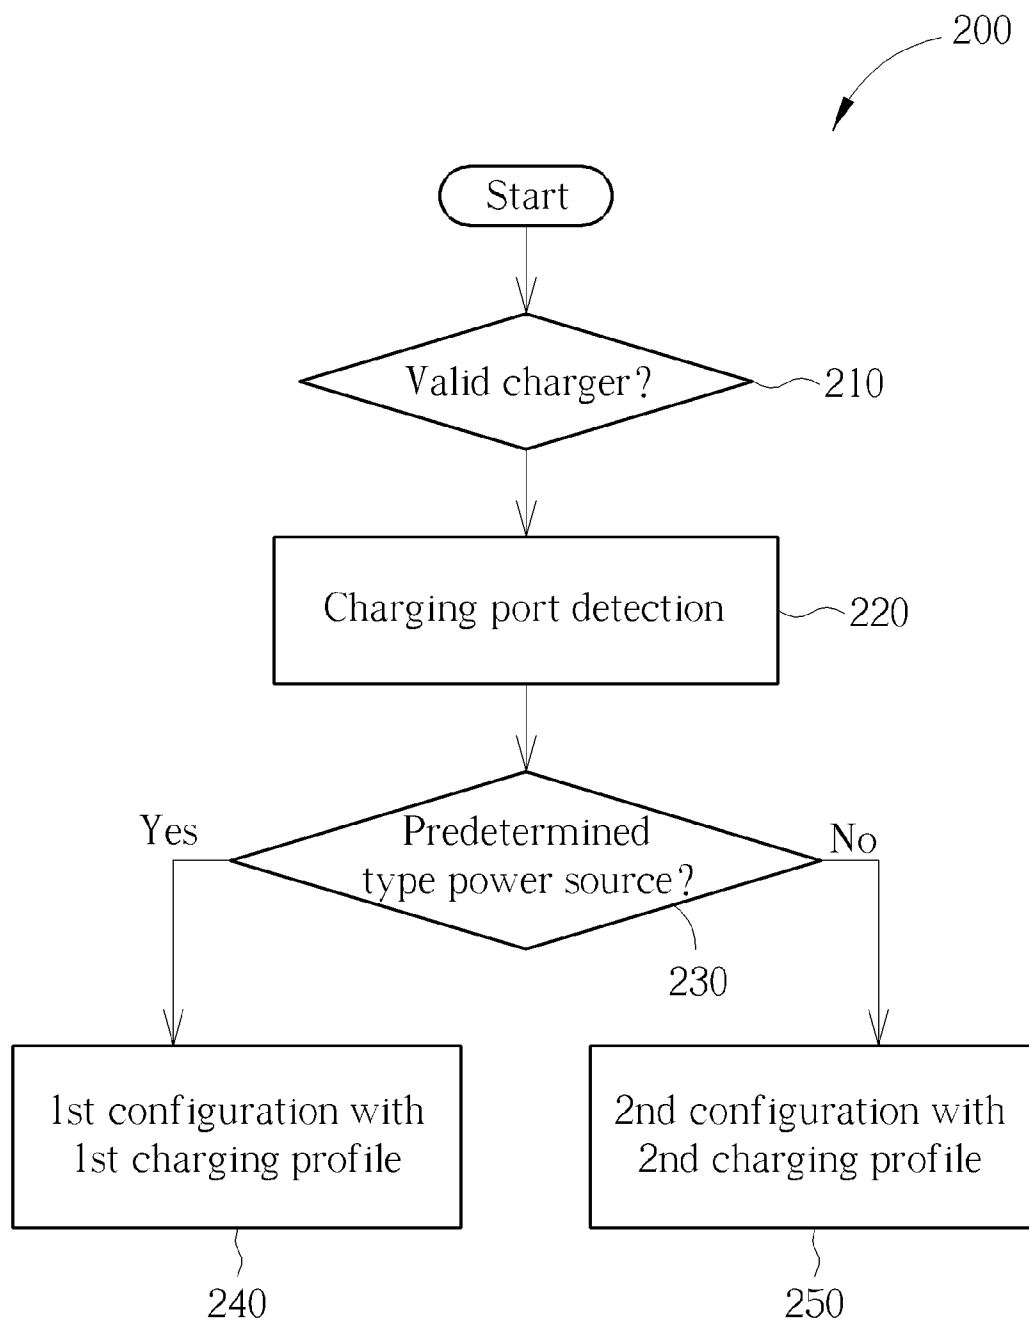 200
Start
Valid charger?
210
Charging port detection
220
Yes
Predetermined
type power source?
No
230
1st configuration with
1st charging profile
2nd configuration with
2nd charging profile
240
250